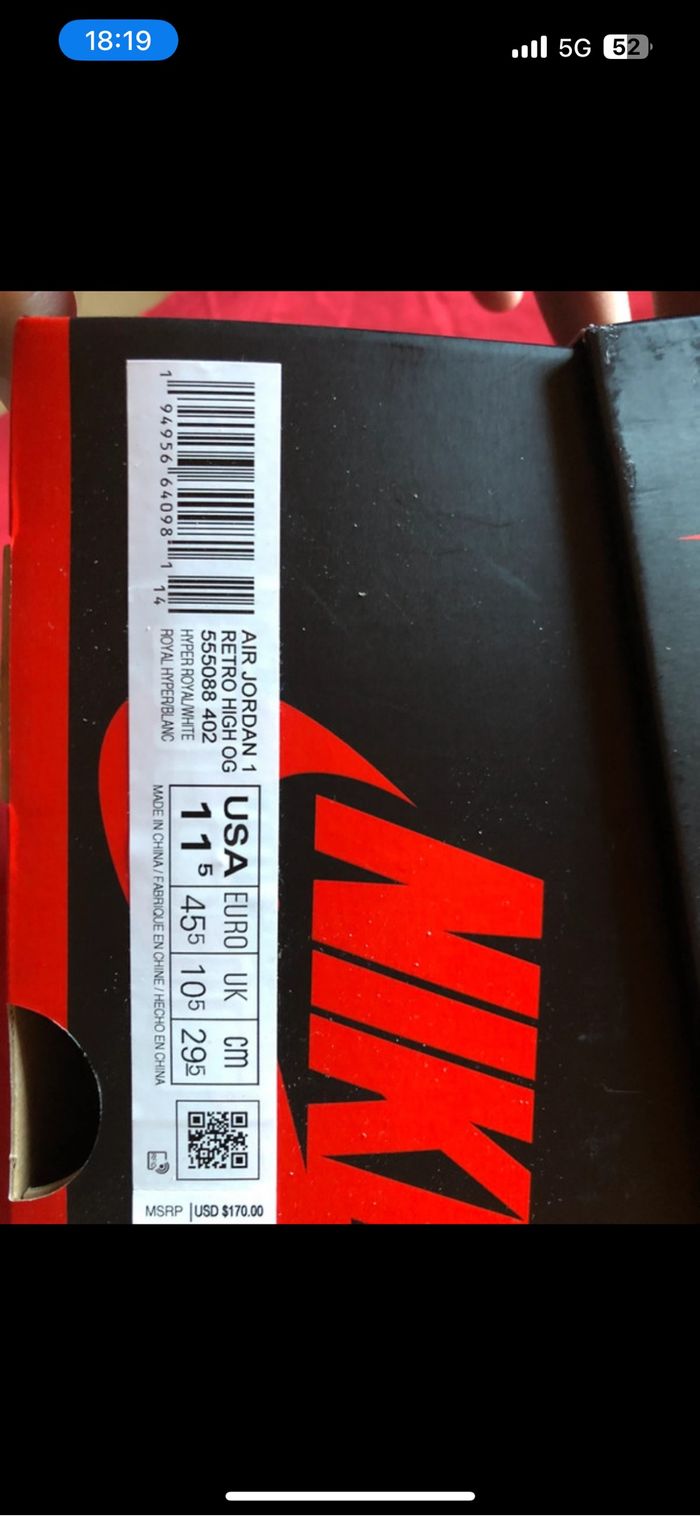 18:19
5G
52
1 94956 64098 1 14
AIR JORDAN 1
RETRO HIGH OG
555088 402
HYPER ROYAL/WHITE
ROYAL HYPER/BLANC
USA EURO UK cm
11 5 45 5 10 5 29 5
MADE IN CHINA / FABRIQUE EN CHINE / HECHO EN CHINA
MSRP USD $170.00
NIK